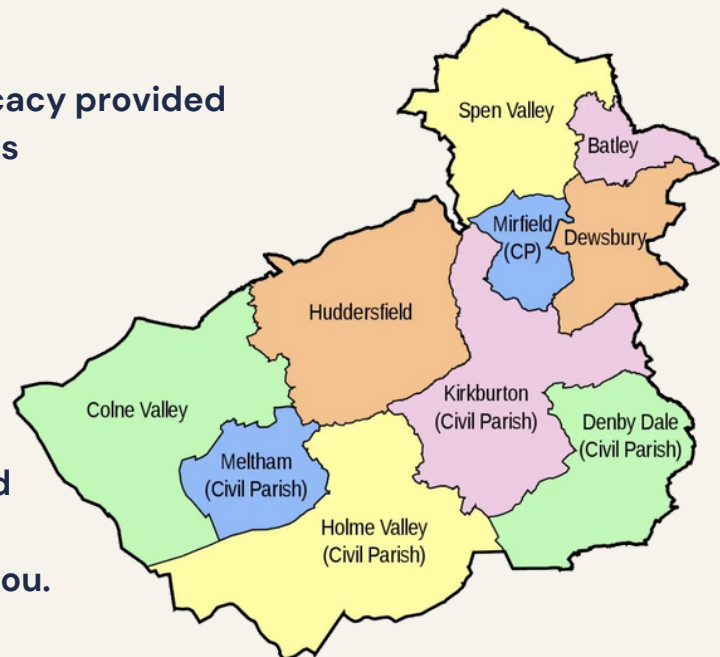 cacy provided
s
Spen Valley
Batley
Mirfield
(CP)
Dewsbury
Huddersfield
Kirkburton
(Civil Parish)
Colne Valley
Denby Dale
(Civil Parish)
Meltham
(Civil Parish)
d
Holme Valley
(Civil Parish)
ou.